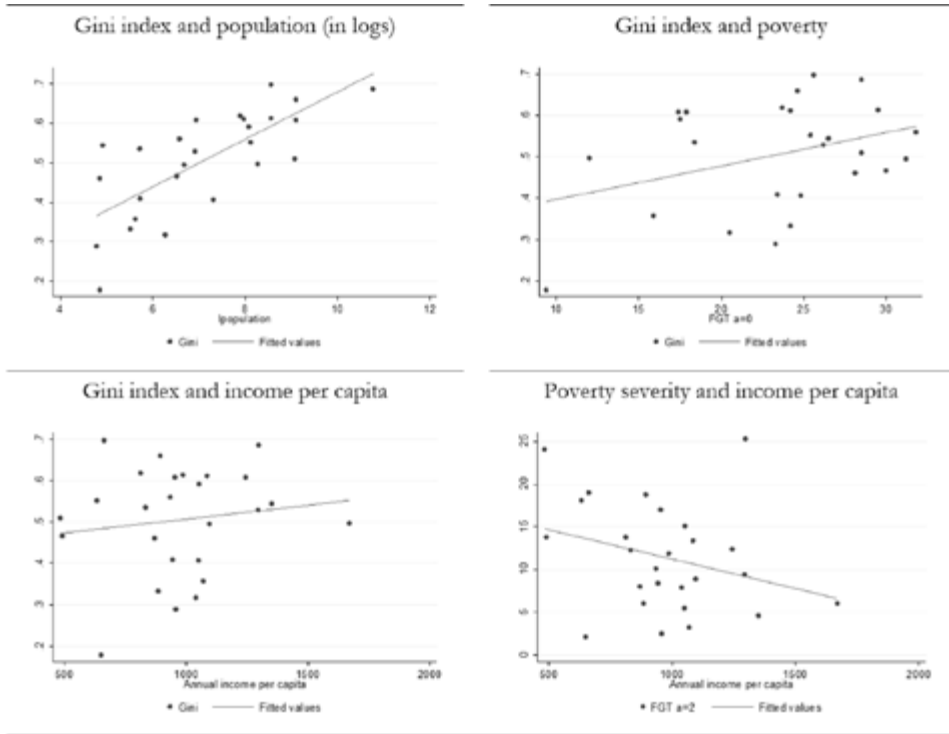 Gini index and population (in logs)
.7
.6
.5
.4
.3
.2
4
6
8
10
12
lpopulation
Gini
Fitted values
Gini index and poverty
.7
.6
.5
.4
.3
.2
10
15
20
25
30
FGT a=0
Gini
Fitted values
Gini index and income per capita
.7
.6
.5
.4
.3
.2
500
1000
1500
2000
Annual income per capita
Gini
Fitted values
Poverty severity and income per capita
25
20
15
10
5
0
500
1000
1500
2000
Annual income per capita
FGT a=2
Fitted values